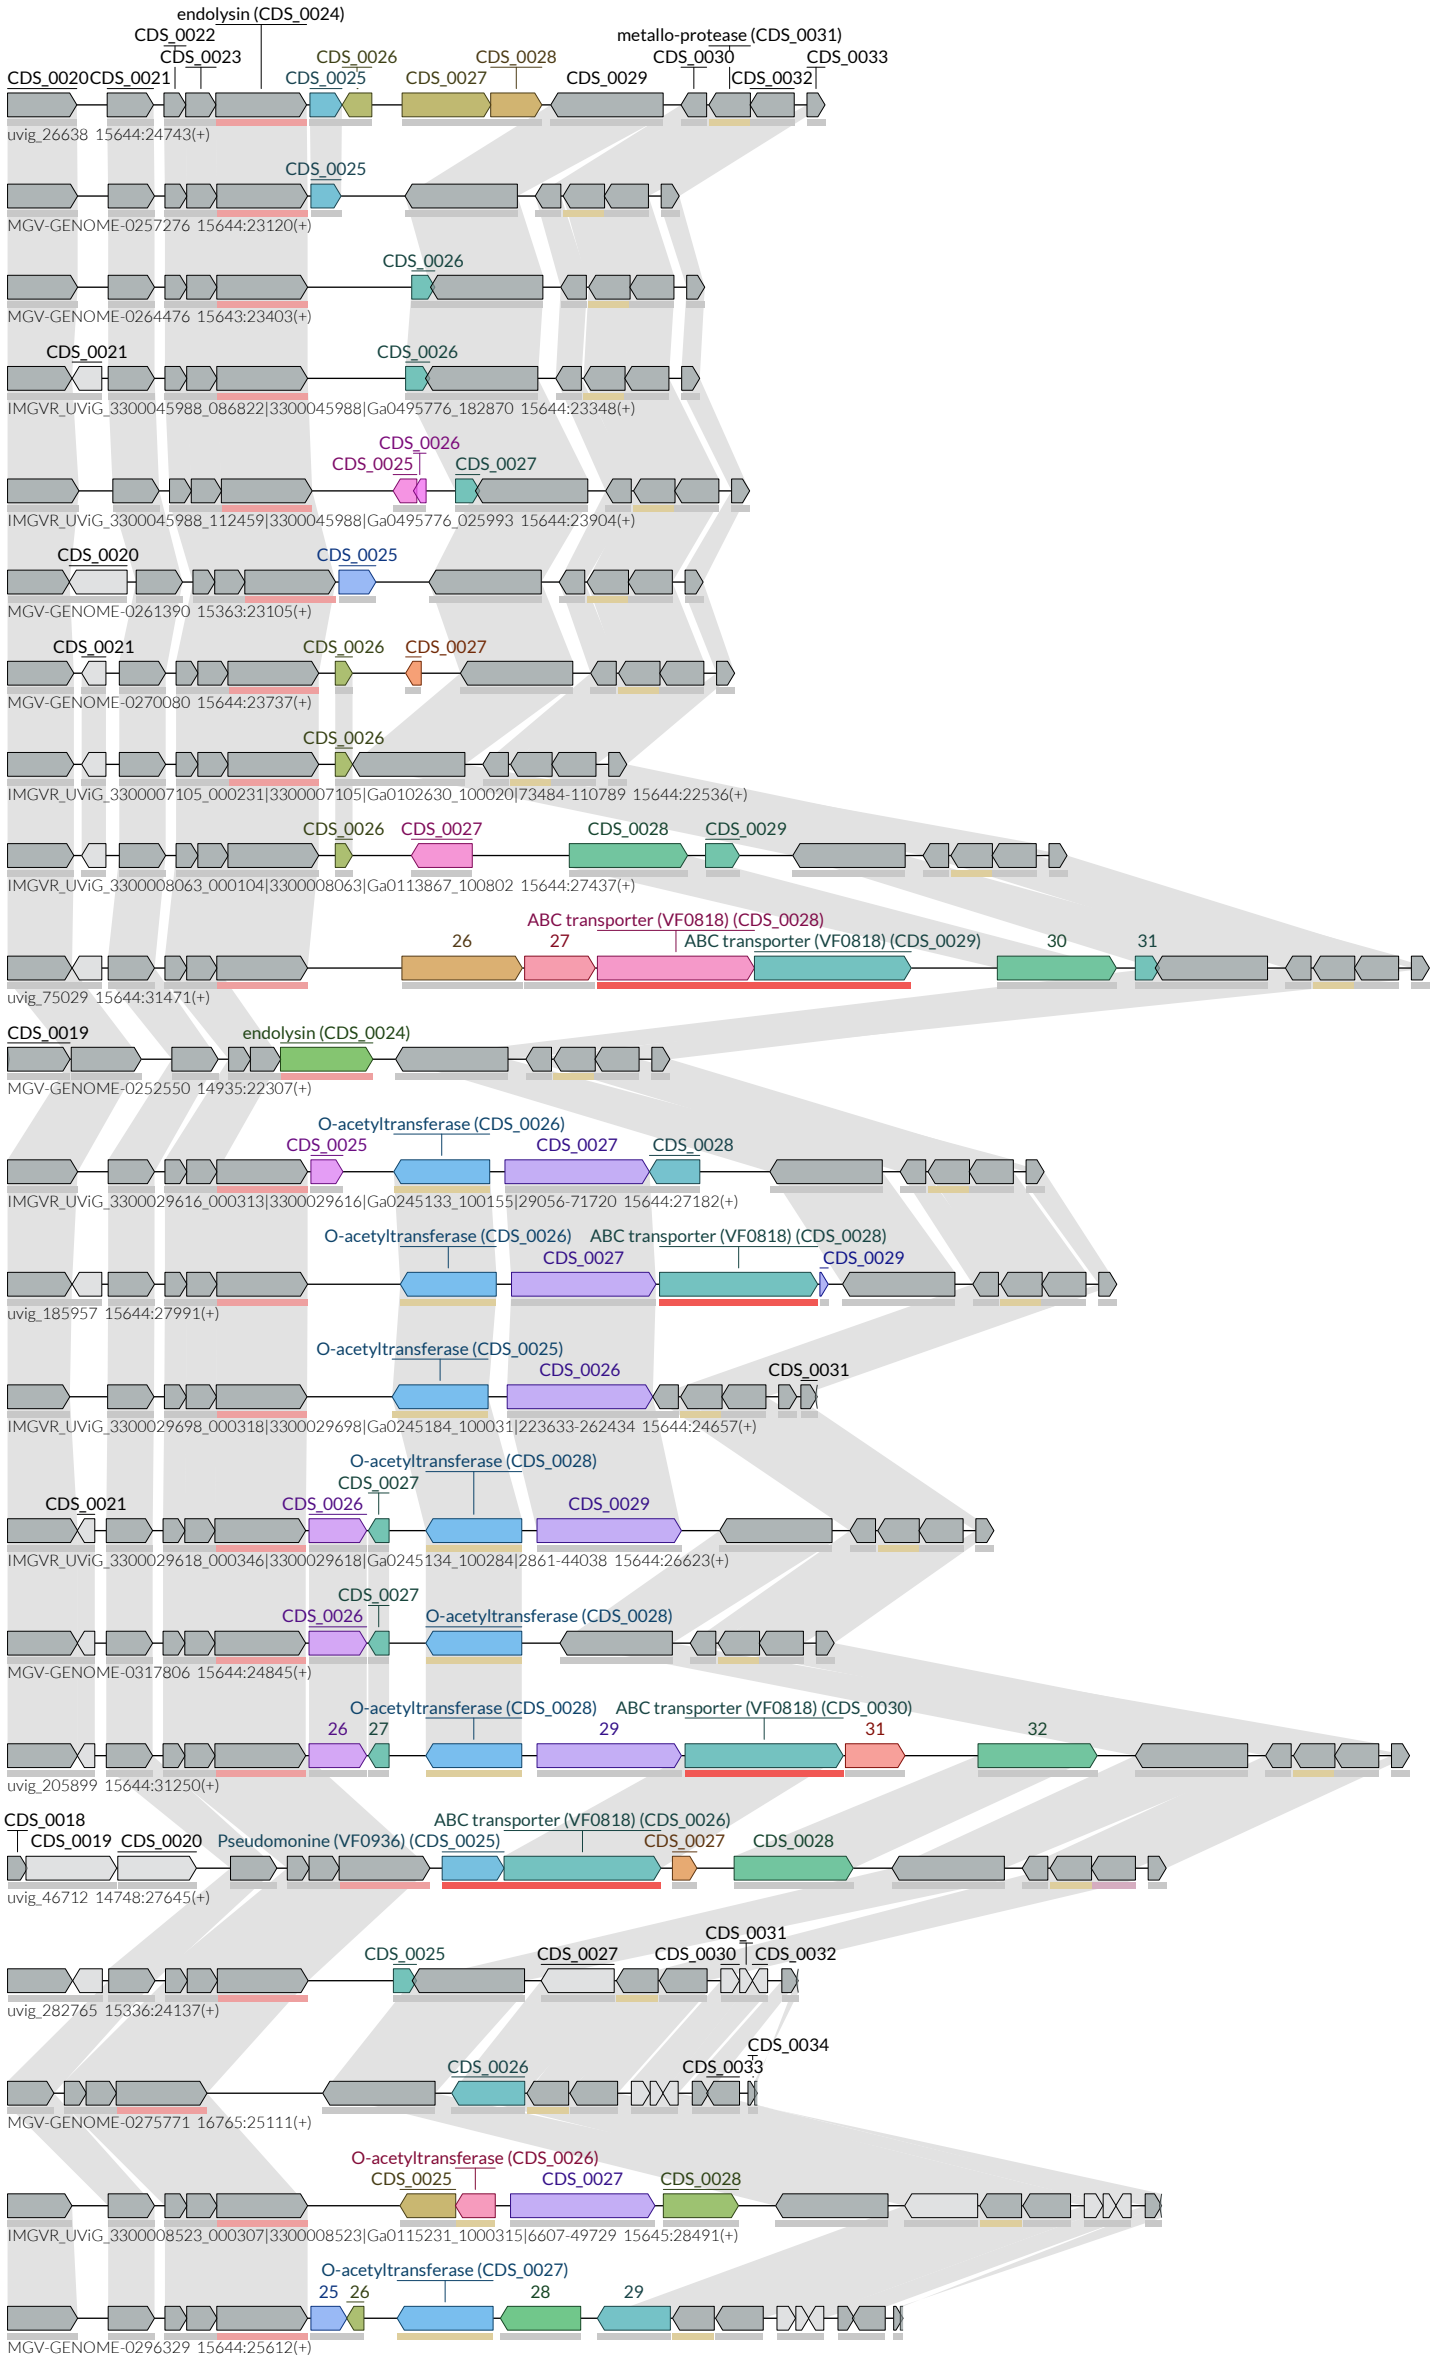 endolysin (CDS_0024)
CDS_0022 metallo-protease (CDS_0031)
CDS_0023 CDS_0026 CDS_0028 CDS_0030 CDS_0033
CDS_0020 CDS_0021 CDS_0025 CDS_0027 CDS_0029 CDS_0032
uvig_26638 15644:24743(+)
CDS_0025
MGV-GENOME-0257276 15644:23120(+)
CDS_0026
MGV-GENOME-0264476 15643:23403(+)
CDS_0021 CDS_0026
IMGVR_UViG_3300045988_086822|3300045988|Ga0495776_182870 15644:23348(+)
CDS_0026
CDS_0025 CDS_0027
IMGVR_UViG_3300045988_112459|3300045988|Ga0495776_025993 15644:23904(+)
CDS_0020 CDS_0025
MGV-GENOME-0261390 15363:23105(+)
CDS_0021 CDS_0026 CDS_0027
MGV-GENOME-0270080 15644:23737(+)
CDS_0026
IMGVR_UViG_3300007105_000231|3300007105|Ga0102630_100020|73484-110789 15644:22536(+)
CDS_0026 CDS_0027 CDS_0028 CDS_0029
IMGVR_UViG_3300008063_000104|3300008063|Ga0113867_100802 15644:27437(+)
ABC transporter (VF0818) (CDS_0028)
26 27 ABC transporter (VF0818) (CDS_0029) 30 31
uvig_75029 15644:31471(+)
CDS_0019 endolysin (CDS_0024)
MGV-GENOME-0252550 14935:22307(+)
O-acetyltransferase (CDS_0026)
CDS_0025 CDS_0027 CDS_0028
IMGVR_UViG_3300029616_000313|3300029616|Ga0245133_100155|29056-71720 15644:27182(+)
O-acetyltransferase (CDS_0026) ABC transporter (VF0818) (CDS_0028)
CDS_0027 CDS_0029
uvig_185957 15644:27991(+)
O-acetyltransferase (CDS_0025)
CDS_0026 CDS_0031
IMGVR_UViG_3300029698_000318|3300029698|Ga0245184_100031|223633-262434 15644:24657(+)
O-acetyltransferase (CDS_0028)
CDS_0027
CDS_0021 CDS_0026 CDS_0029
IMGVR_UViG_3300029618_000346|3300029618|Ga0245134_100284|2861-44038 15644:26623(+)
CDS_0027
CDS_0026 O-acetyltransferase (CDS_0028)
MGV-GENOME-0317806 15644:24845(+)
O-acetyltransferase (CDS_0028) ABC transporter (VF0818) (CDS_0030)
26 27 29 31 32
uvig_205899 15644:31250(+)
CDS_0018 ABC transporter (VF0818) (CDS_0026)
CDS_0019 CDS_0020 Pseudomonine (VF0936) (CDS_0025) CDS_0027 CDS_0028
uvig_46712 14748:27645(+)
CDS_0031
CDS_0025 CDS_0027 CDS_0030 CDS_0032
uvig_282765 15336:24137(+)
CDS_0034
CDS_0026 CDS_0033
MGV-GENOME-0275771 16765:25111(+)
O-acetyltransferase (CDS_0026)
CDS_0025 CDS_0027 CDS_0028
IMGVR_UViG_3300008523_000307|3300008523|Ga0115231_1000315|6607-49729 15645:28491(+)
O-acetyltransferase (CDS_0027)
25 26 28 29
MGV-GENOME-0296329 15644:25612(+)